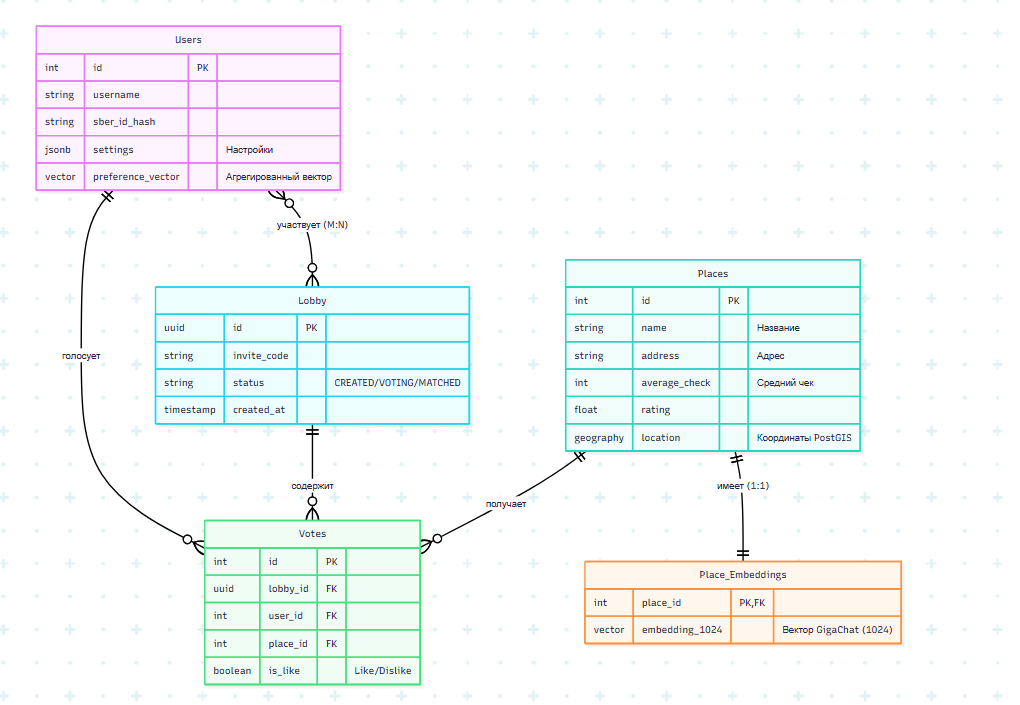 Users
int id PK
string username
string sber_id_hash
jsonb settings Настройки
vector preference_vector Агрегированный вектор
участвует (M:N)
голосует
Lobby
uuid id PK
string invite_code
string status CREATED/VOTING/MATCHED
timestamp created_at
Places
int id PK
string name Название
string address Адрес
int average_check Средний чек
float rating
geography location Координаты PostGIS
содержит
получает
имеет (1:1)
Votes
int id PK
uuid lobby_id FK
int user_id FK
int place_id FK
boolean is_like Like/Dislike
Place_Embeddings
int place_id PK,FK
vector embedding_1024 Вектор GigaChat (1024)